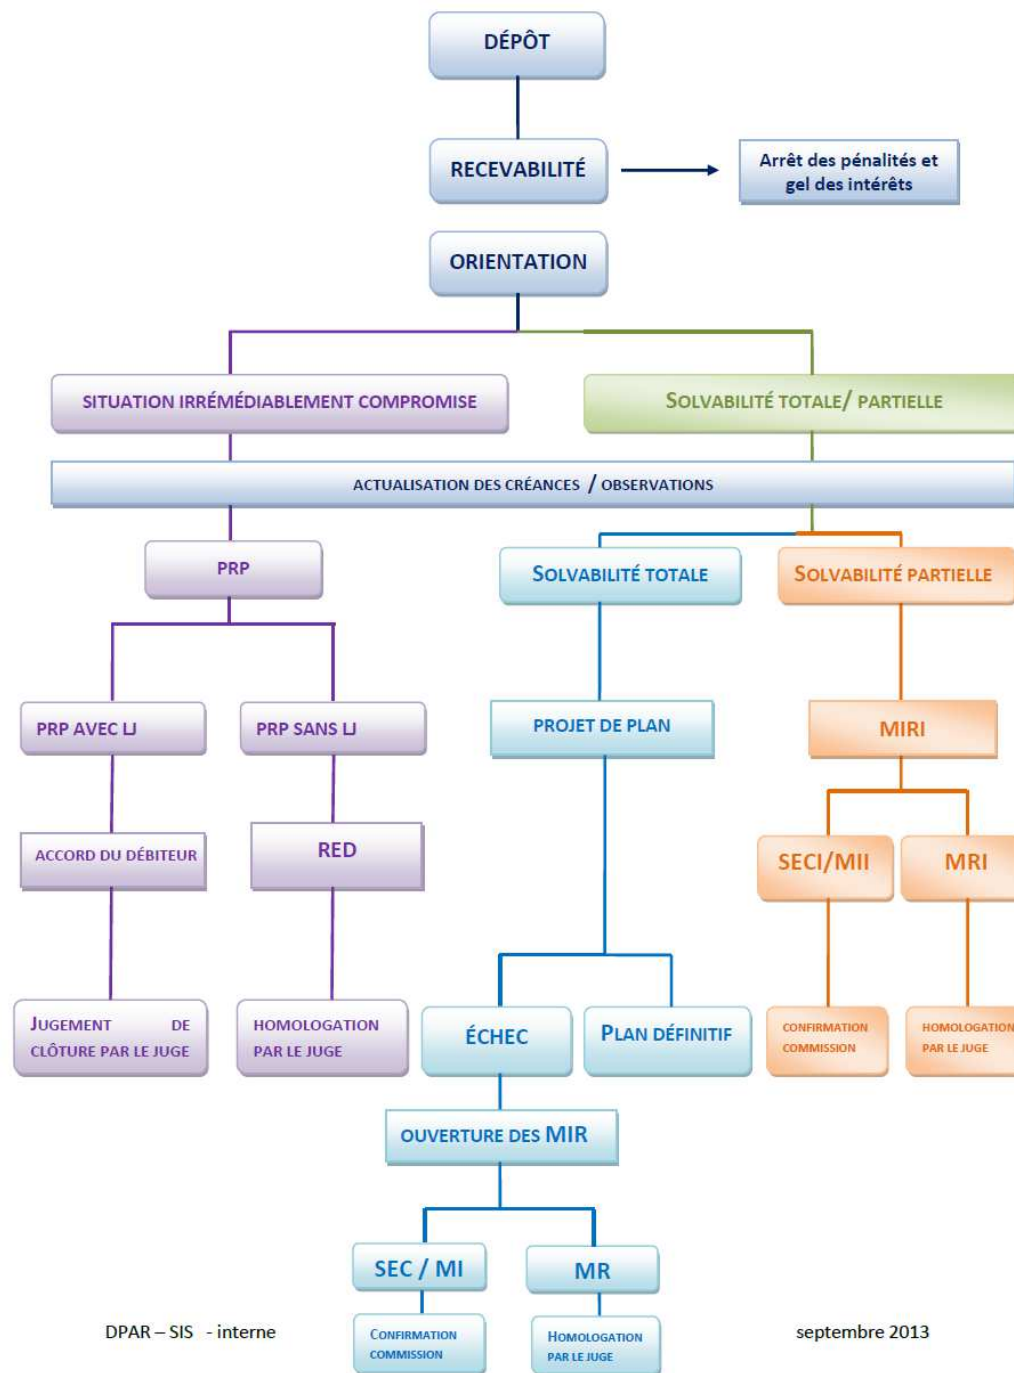 DÉPÔT
RECEVABILITÉ
Arrêt des pénalités et
gel des intérêts
ORIENTATION
SITUATION IRRÉMÉDIABLEMENT COMPROMISE
SOLVABILITÉ TOTALE/ PARTIELLE
ACTUALISATION DES CRÉANCES / OBSERVATIONS
PRP
SOLVABILITÉ TOTALE
SOLVABILITÉ PARTIELLE
PRP AVEC LJ
PRP SANS LJ
PROJET DE PLAN
MIRI
ACCORD DU DÉBITEUR
RED
SECI/MII
MRI
JUGEMENT DE
CLÔTURE PAR LE JUGE
HOMOLOGATION
PAR LE JUGE
ÉCHEC
PLAN DÉFINITIF
CONFIRMATION
COMMISSION
HOMOLOGATION
PAR LE JUGE
OUVERTURE DES MIR
SEC / MI
MR
CONFIRMATION
COMMISSION
HOMOLOGATION
PAR LE JUGE
DPAR – SIS - interne
septembre 2013